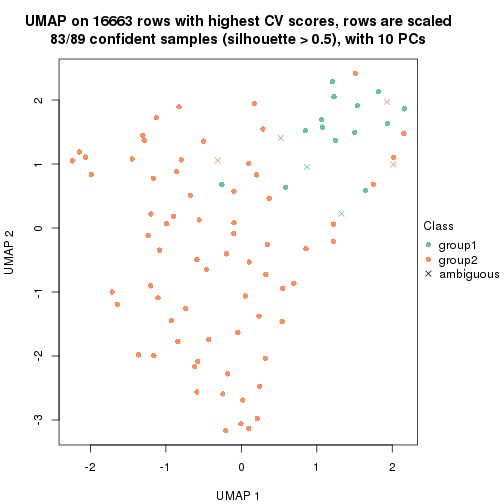 UMAP on 16663 rows with highest CV scores, rows are scaled
83/89 confident samples (silhouette > 0.5), with 10 PCs
2
1
0
-1
-2
-3
UMAP 2
-2
-1
0
1
2
UMAP 1
Class
group1
group2
ambiguous